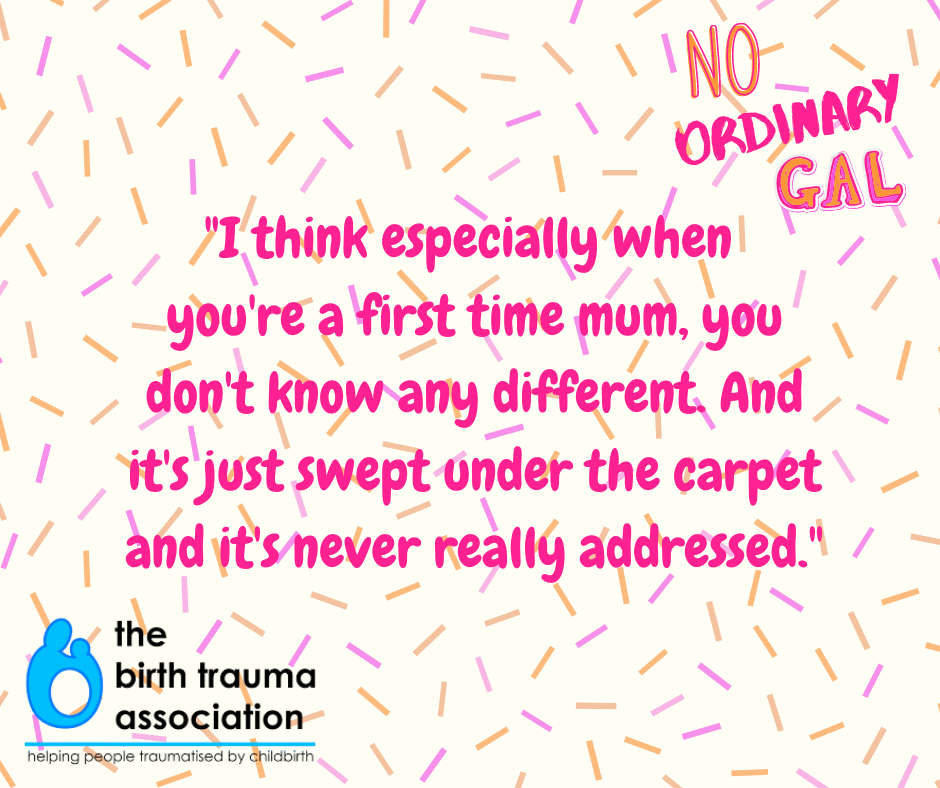 NO
ORDINARY
GAL
"I think especially when
you're a first time mum, you
don't know any different. And
it's just swept under the carpet
and it's never really addressed."
the
birth trauma
association
helping people traumatised by childbirth